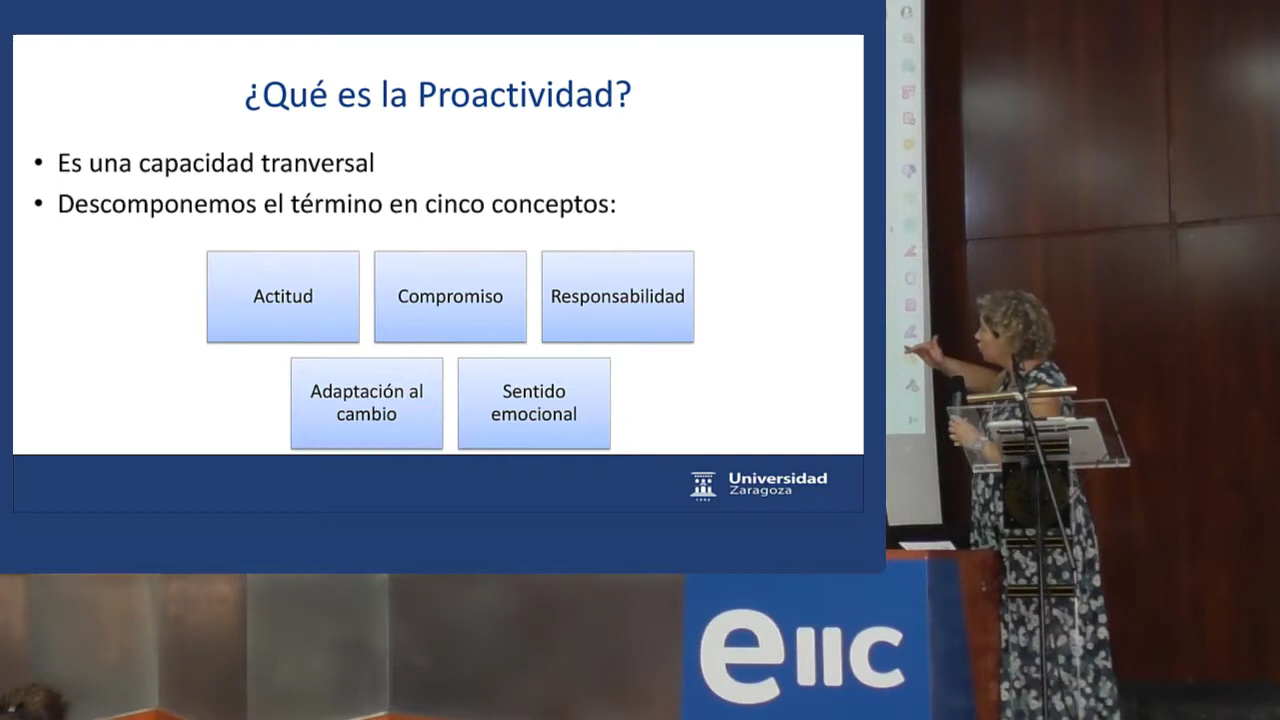 ¿Qué es la Proactividad?
• Es una capacidad tranversal
• Descomponemos el término en cinco conceptos:
Actitud
Compromiso
Responsabilidad
Adaptación al
cambio
Sentido
emocional
Universidad
Zaragoza
eIIC